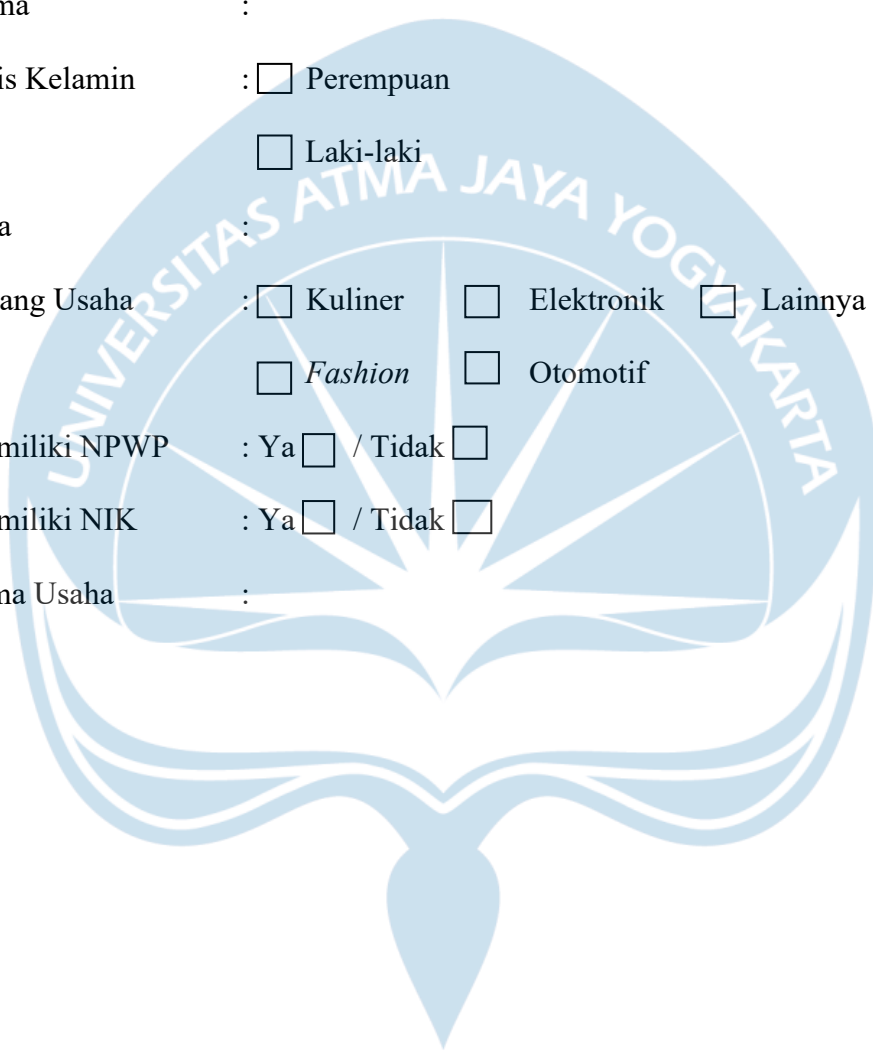 ma :
is Kelamin : ☐ Perempuan
☐ Laki-laki
a :
ang Usaha : ☐ Kuliner ☐ Elektronik ☐ Lainnya
☐ Fashion ☐ Otomotif
miliki NPWP : Ya ☐ / Tidak ☐
miliki NIK : Ya ☐ / Tidak ☐
ma Usaha :
UNIVERSITAS ATMA JAYA YOGYAKARTA